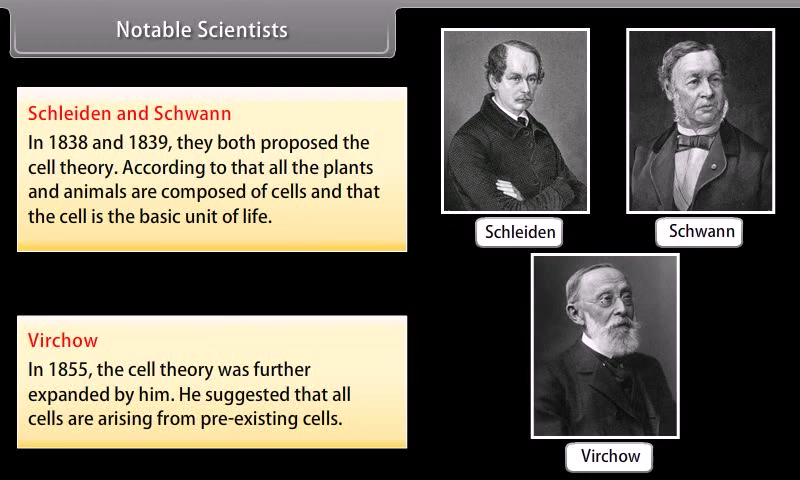 Notable Scientists
Schleiden and Schwann
In 1838 and 1839, they both proposed the
cell theory. According to that all the plants
and animals are composed of cells and that
the cell is the basic unit of life.
Schleiden
Schwann
Virchow
In 1855, the cell theory was further
expanded by him. He suggested that all
cells are arising from pre-existing cells.
Virchow